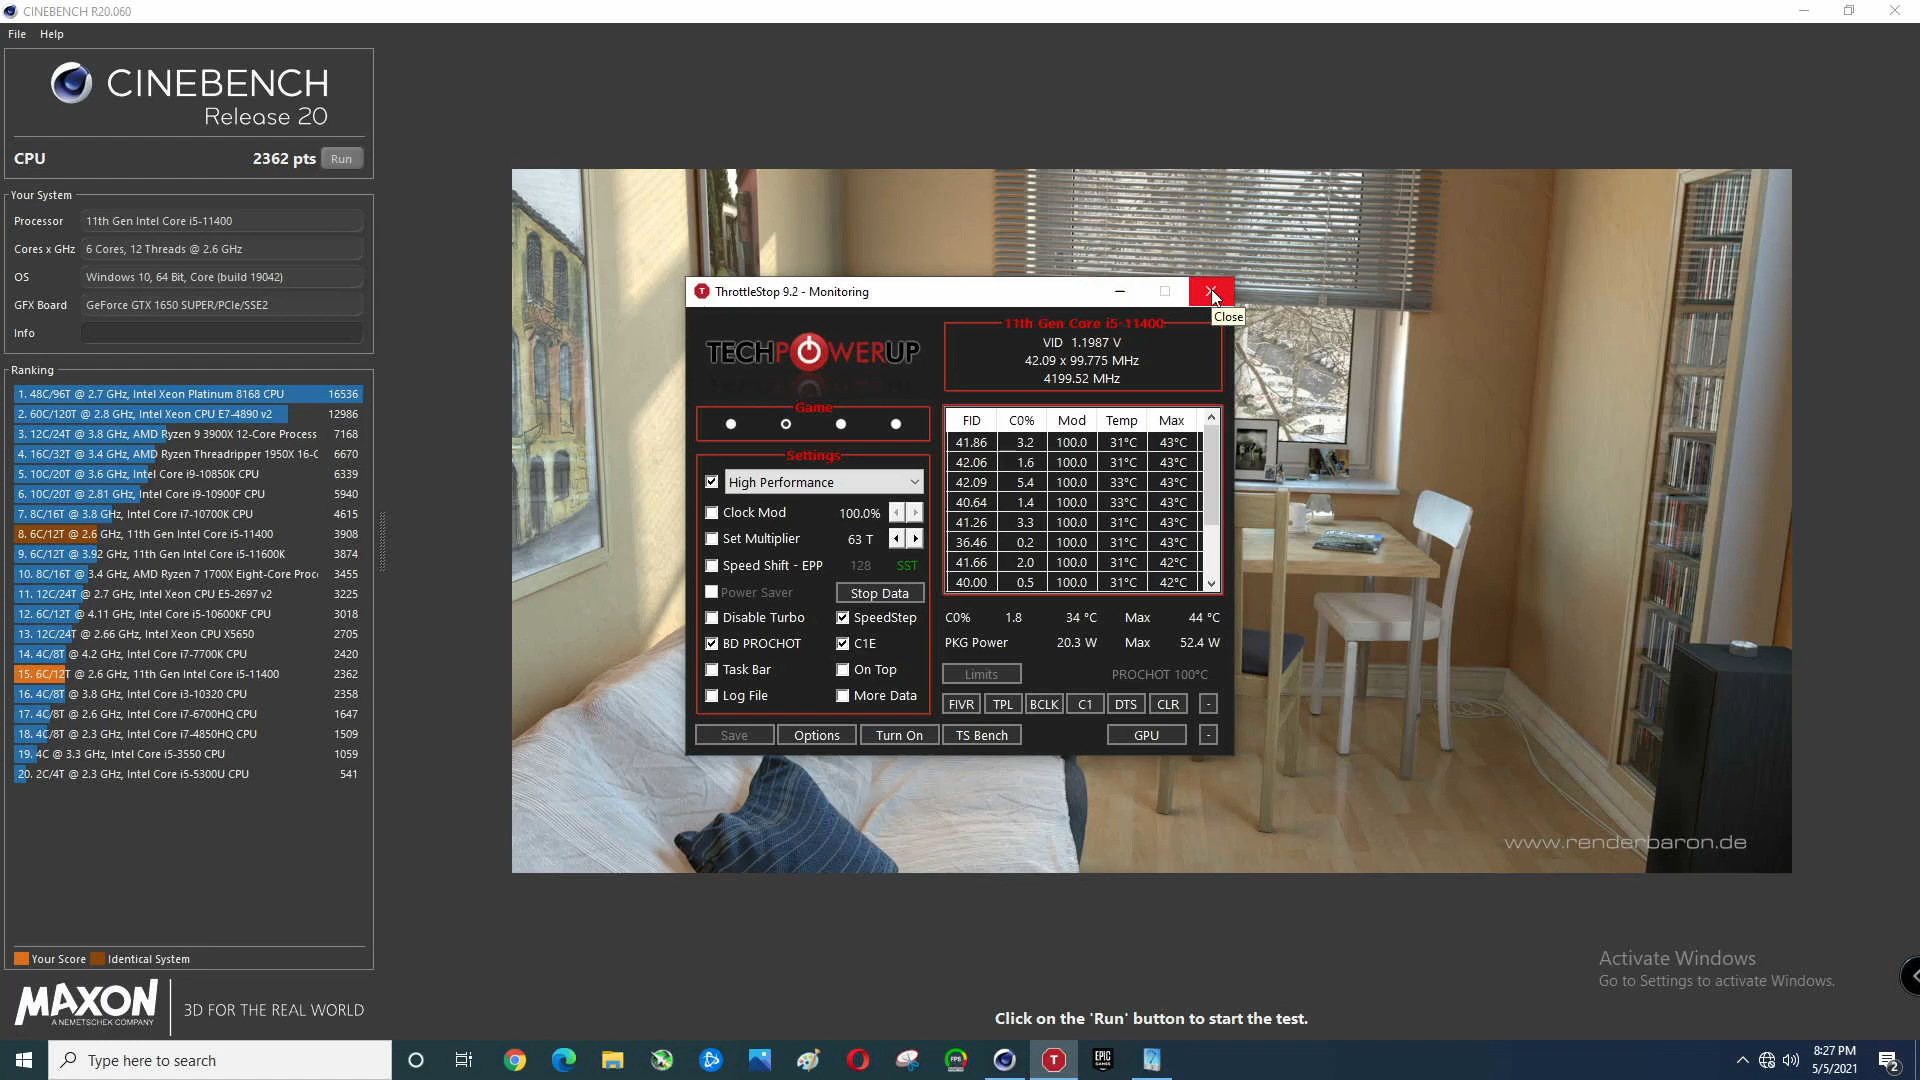 CINEBENCH R20.060
File Help
CINEBENCH
Release 20
CPU 2362 pts Run
Your System
Processor 11th Gen Intel Core i5-11400
Cores x GHz 6 Cores, 12 Threads @ 2.6 GHz
OS Windows 10, 64 Bit, Core (build 19042)
GFX Board GeForce GTX 1650 SUPER/PCIe/SSE2
Info
Ranking
1. 48C/96T @ 2.7 GHz, Intel Xeon Platinum 8168 CPU 16536
2. 60C/120T @ 2.8 GHz, Intel Xeon CPU E7-4890 v2 12986
3. 12C/24T @ 3.8 GHz, AMD Ryzen 9 3900X 12-Core Process 7168
4. 16C/32T @ 3.4 GHz, AMD Ryzen Threadripper 1950X 16-C 6670
5. 10C/20T @ 3.6 GHz, Intel Core i9-10850K CPU 6339
6. 10C/20T @ 2.81 GHz, Intel Core i9-10900F CPU 5940
7. 8C/16T @ 3.8 GHz, Intel Core i7-10700K CPU 4615
8. 6C/12T @ 2.6 GHz, 11th Gen Intel Core i5-11400 3908
9. 6C/12T @ 3.92 GHz, 11th Gen Intel Core i5-11600K 3874
10. 8C/16T @ 3.4 GHz, AMD Ryzen 7 1700X Eight-Core Proc 3455
11. 12C/24T @ 2.7 GHz, Intel Xeon CPU E5-2697 v2 3225
12. 6C/12T @ 4.11 GHz, Intel Core i5-10600KF CPU 3018
13. 12C/24T @ 2.66 GHz, Intel Xeon CPU X5650 2705
14. 4C/8T @ 4.2 GHz, Intel Core i7-7700K CPU 2420
15. 6C/12T @ 2.6 GHz, 11th Gen Intel Core i5-11400 2362
16. 4C/8T @ 3.8 GHz, Intel Core i3-10320 CPU 2358
17. 4C/8T @ 2.6 GHz, Intel Core i7-6700HQ CPU 1647
18. 4C/8T @ 2.3 GHz, Intel Core i7-4850HQ CPU 1509
19. 4C @ 3.3 GHz, Intel Core i5-3550 CPU 1059
20. 2C/4T @ 2.3 GHz, Intel Core i5-5300U CPU 541
Your Score Identical System
MAXON
A NEMETSCHEK COMPANY
3D FOR THE REAL WORLD
T ThrottleStop 9.2 - Monitoring
Close
TECHPOWERUP
11th Gen Core i5-11400
VID 1.1987 V
42.09 x 99.775 MHz
4199.52 MHz
Game
Settings
High Performance
Clock Mod 100.0%
Set Multiplier 63 T
Speed Shift - EPP 128 SST
Power Saver Stop Data
Disable Turbo SpeedStep
BD PROCHOT C1E
Task Bar On Top
Log File More Data
Save Options Turn On TS Bench GPU -
FID C0% Mod Temp Max
41.86 3.2 100.0 31°C 43°C
42.06 1.6 100.0 31°C 43°C
42.09 5.4 100.0 33°C 43°C
40.64 1.4 100.0 33°C 43°C
41.26 3.3 100.0 31°C 43°C
36.46 0.2 100.0 31°C 43°C
41.66 2.0 100.0 31°C 42°C
40.00 0.5 100.0 31°C 42°C
C0% 1.8 34 °C Max 44 °C
PKG Power 20.3 W Max 52.4 W
Limits PROCHOT 100°C
FIVR TPL BCLK C1 DTS CLR -
www.renderbaron.de
Activate Windows
Go to Settings to activate Windows.
Click on the 'Run' button to start the test.
Type here to search
FPS
T
EPIC
GAMES
8:27 PM
5/5/2021
2